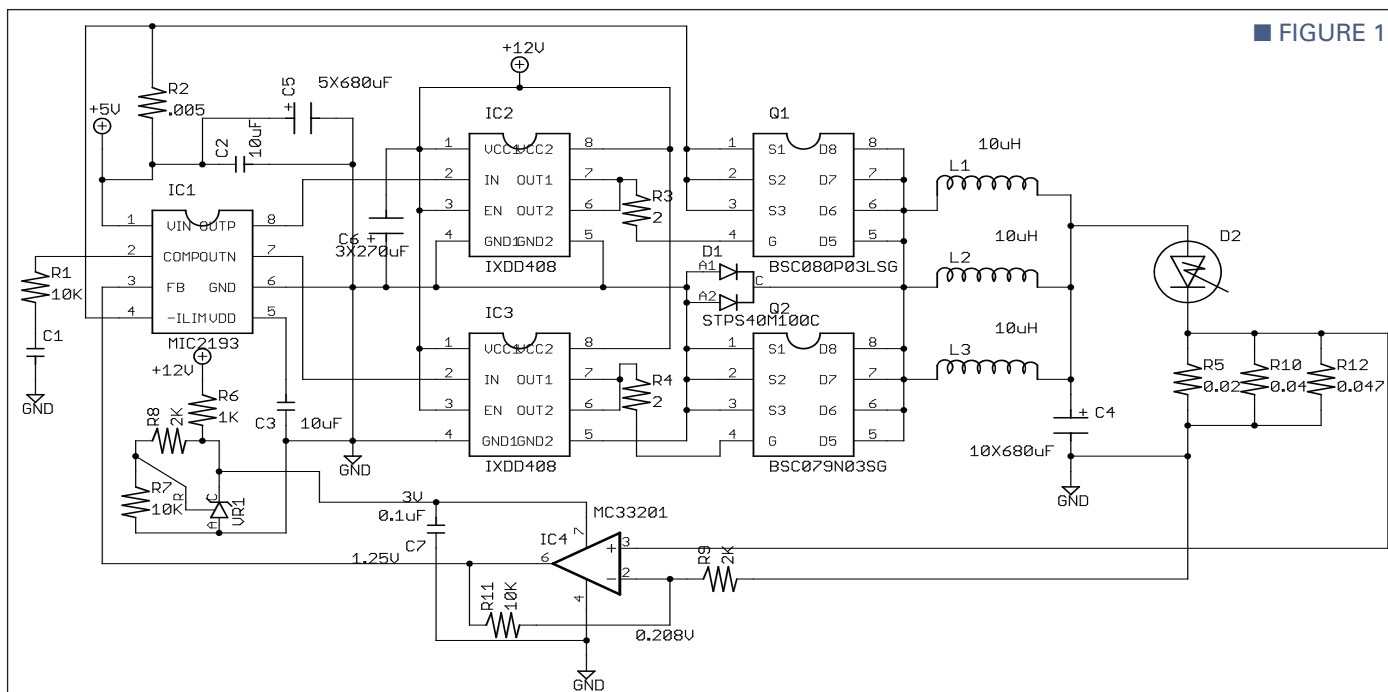 ■ FIGURE 1
+12V
5X680uF
C5
+
R2
.005
+5V
C2
10uF
IC2
Q1
10uH
1 VCC1 VCC2 8
2 IN OUT1 7
3 EN OUT2 6
4 GND1 GND2 5
IXDD408
1 S1 D8 8
2 S2 D7 7
3 S3 D6 6
4 G D5 5
BSC080P03LSG
L1
R3
2
IC1
1 VIN OUTP 8
2 COMP OUTN 7
3 FB GND 6
4 -ILIM VDD 5
MIC2193
C6 +
3X270uF
R1
10K
C1
GND
D1
A1
A2
C
STPS40M100C
10uH
L2
D2
Q2
IC3
1 VCC1 VCC2 8
2 IN OUT1 7
3 EN OUT2 6
4 GND1 GND2 5
IXDD408
R4
2
1 S1 D8 8
2 S2 D7 7
3 S3 D6 6
4 G D5 5
BSC079N03SG
10uH
L3
R5
0.02
R10
0.04
R12
0.047
+12V
R6
1K
R8
2K
C3
10uF
GND
+
C4
10X680uF
GND
R7
10K
R
C
A
VR1
3V
0.1uF
C7
MC33201
IC4
7
+ 3
- 2
6
4
1.25V
R9
2K
R11
10K
0.208V
GND